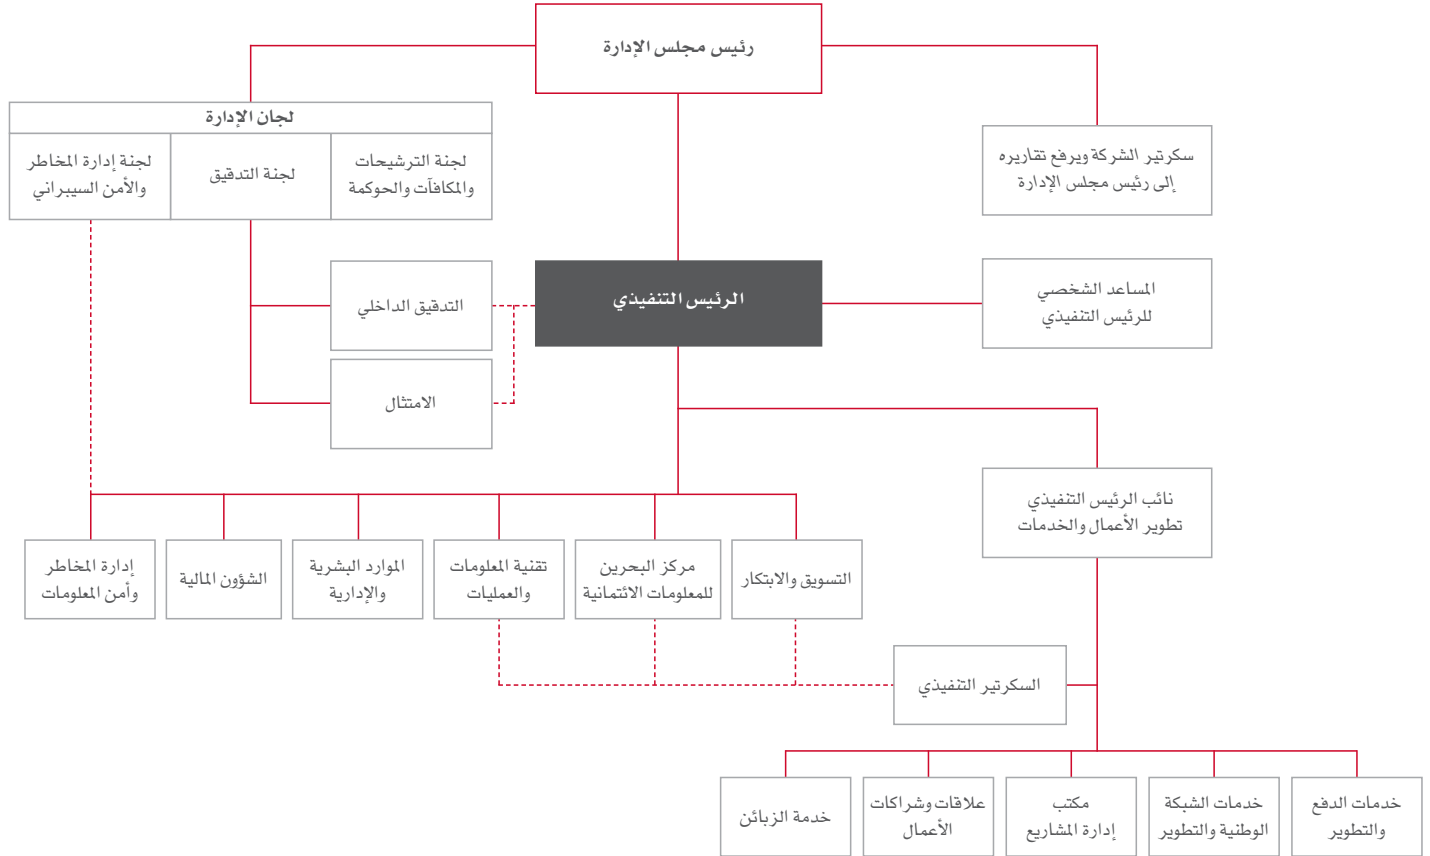 رئيس مجلس الإدارة
سكرتير الشركة ويرفع تقاريره
إلى رئيس مجلس الإدارة
لجان الإدارة
لجنة الترشيحات
والمكافآت والحوكمة
لجنة التدقيق
لجنة إدارة المخاطر
والأمن السيبراني
المساعد الشخصي
للرئيس التنفيذي
الرئيس التنفيذي
التدقيق الداخلي
الامتثال
نائب الرئيس التنفيذي
تطوير الأعمال والخدمات
التسويق والابتكار
مركز البحرين
للمعلومات الائتمانية
تقنية المعلومات
والعمليات
الموارد البشرية
والإدارية
الشؤون المالية
إدارة المخاطر
وأمن المعلومات
السكرتير التنفيذي
خدمات الدفع
والتطوير
خدمات الشبكة
الوطنية والتطوير
مكتب
إدارة المشاريع
علاقات وشراكات
الأعمال
خدمة الزبائن